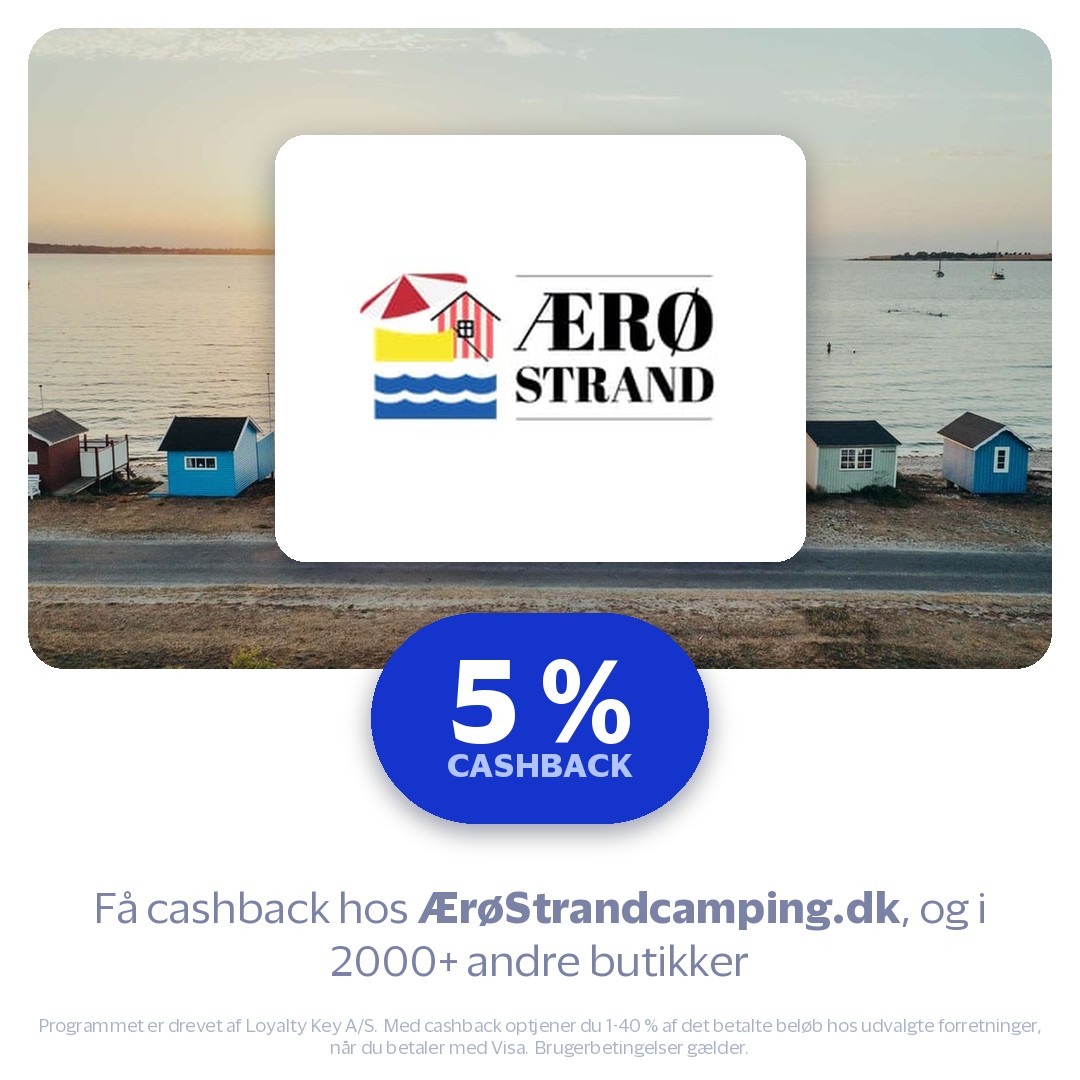 ÆRØ
STRAND
5 %
CASHBACK
Få cashback hos ÆrøStrandcamping.dk, og i
2000+ andre butikker
Programmet er drevet af Loyalty Key A/S. Med cashback optjener du 1-40 % af det betalte beløb hos udvalgte forretninger,
når du betaler med Visa. Brugerbetingelser gælder.